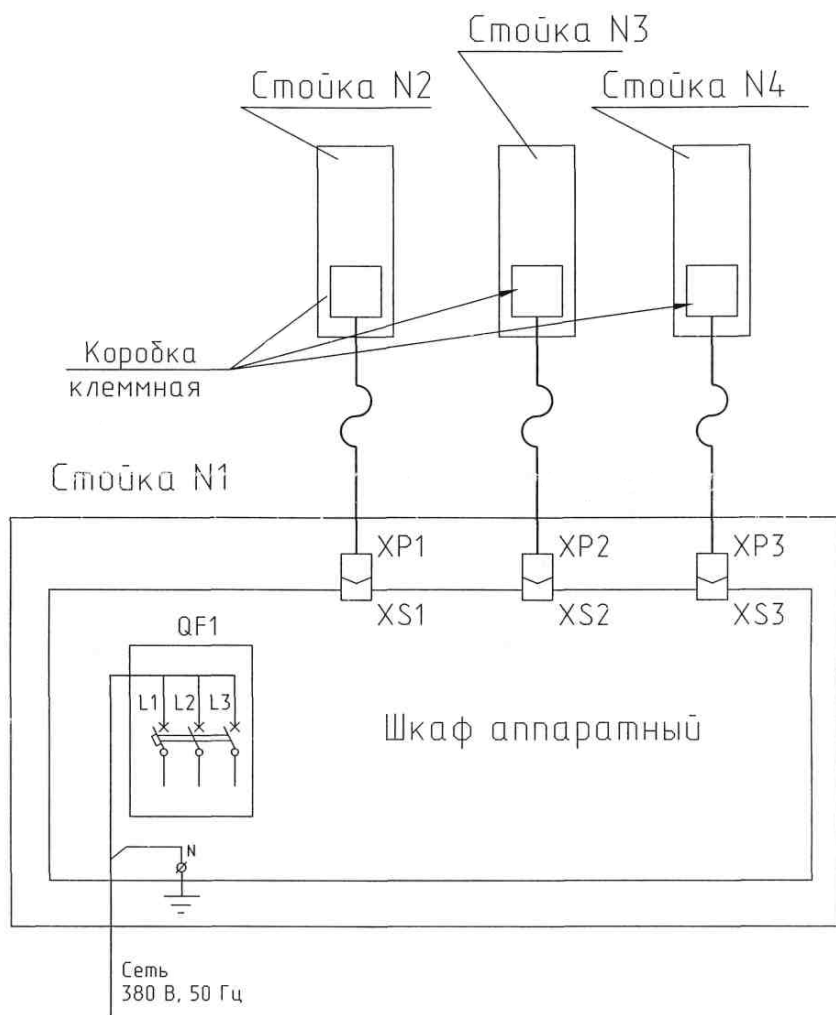 Стойка N3
Стойка N2
Стойка N4
Коробка
клеммная
Стойка N1
XP1
XP2
XP3
XS1
XS2
XS3
QF1
L1 L2 L3
Шкаф аппаратный
N
Сеть
380 В, 50 Гц